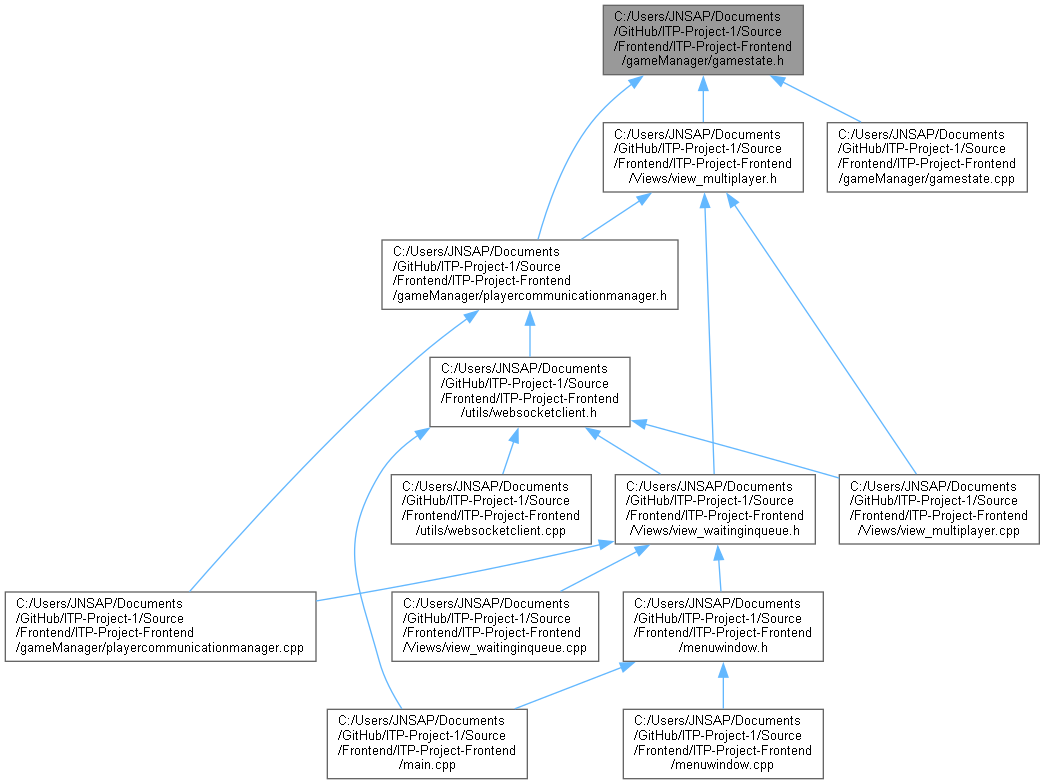 C:/Users/JNSAP/Documents
/GitHub/ITP-Project-1/Source
/Frontend/ITP-Project-Frontend
/gameManager/gamestate.h
C:/Users/JNSAP/Documents
/GitHub/ITP-Project-1/Source
/Frontend/ITP-Project-Frontend
/Views/view_multiplayer.h
C:/Users/JNSAP/Documents
/GitHub/ITP-Project-1/Source
/Frontend/ITP-Project-Frontend
/gameManager/gamestate.cpp
C:/Users/JNSAP/Documents
/GitHub/ITP-Project-1/Source
/Frontend/ITP-Project-Frontend
/gameManager/playercommunicationmanager.h
C:/Users/JNSAP/Documents
/GitHub/ITP-Project-1/Source
/Frontend/ITP-Project-Frontend
/utils/websocketclient.h
C:/Users/JNSAP/Documents
/GitHub/ITP-Project-1/Source
/Frontend/ITP-Project-Frontend
/utils/websocketclient.cpp
C:/Users/JNSAP/Documents
/GitHub/ITP-Project-1/Source
/Frontend/ITP-Project-Frontend
/Views/view_waitinginqueue.h
C:/Users/JNSAP/Documents
/GitHub/ITP-Project-1/Source
/Frontend/ITP-Project-Frontend
/Views/view_multiplayer.cpp
C:/Users/JNSAP/Documents
/GitHub/ITP-Project-1/Source
/Frontend/ITP-Project-Frontend
/gameManager/playercommunicationmanager.cpp
C:/Users/JNSAP/Documents
/GitHub/ITP-Project-1/Source
/Frontend/ITP-Project-Frontend
/Views/view_waitinginqueue.cpp
C:/Users/JNSAP/Documents
/GitHub/ITP-Project-1/Source
/Frontend/ITP-Project-Frontend
/menuwindow.h
C:/Users/JNSAP/Documents
/GitHub/ITP-Project-1/Source
/Frontend/ITP-Project-Frontend
/main.cpp
C:/Users/JNSAP/Documents
/GitHub/ITP-Project-1/Source
/Frontend/ITP-Project-Frontend
/menuwindow.cpp